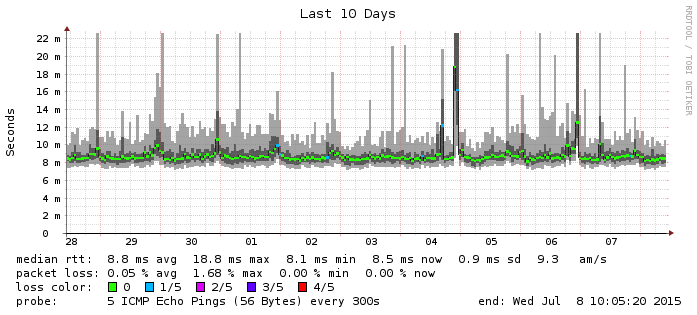 Last 10 Days
RRDTOOL / TOBI OETIKER
Seconds
22 m
20 m
18 m
16 m
14 m
12 m
10 m
8 m
6 m
4 m
2 m
0
28 29 30 01 02 03 04 05 06 07
median rtt: 8.8 ms avg 18.8 ms max 8.1 ms min 8.5 ms now 0.9 ms sd 9.3 am/s
packet loss: 0.05 % avg 1.68 % max 0.00 % min 0.00 % now
loss color: 0 1/5 2/5 3/5 4/5
probe: 5 ICMP Echo Pings (56 Bytes) every 300s end: Wed Jul 8 10:05:20 2015